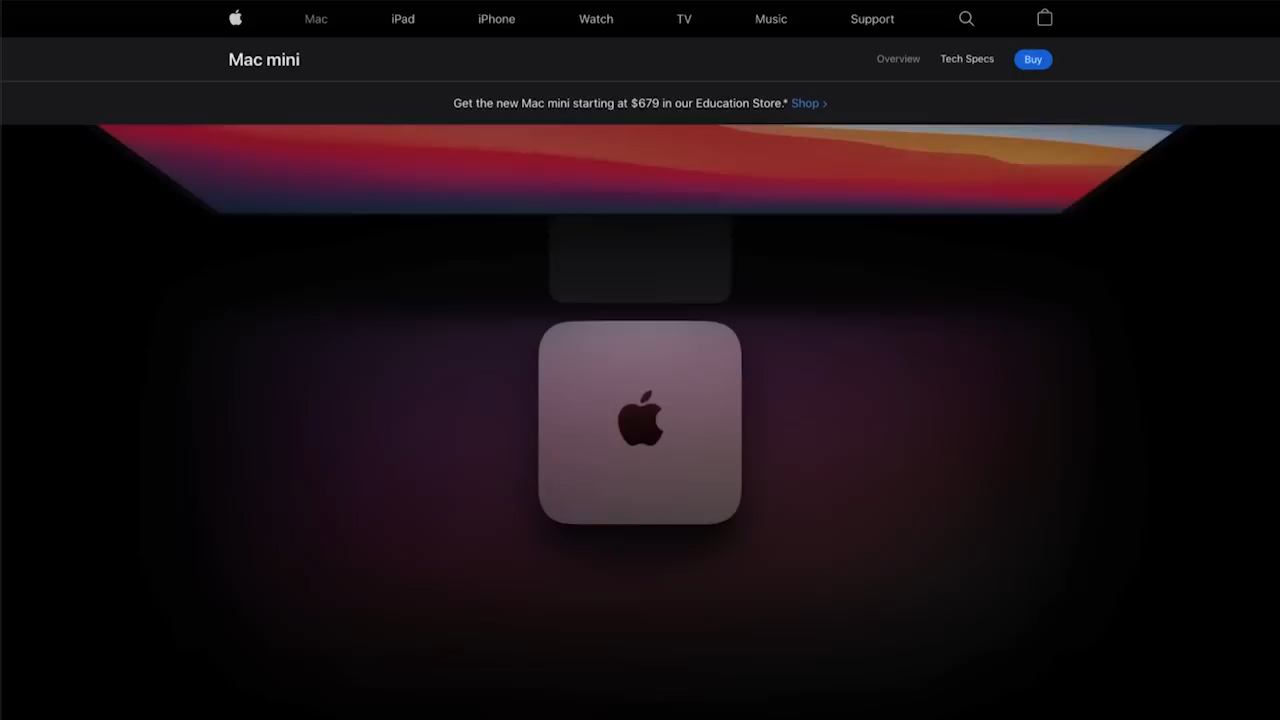 Mac iPad iPhone Watch TV Music Support
Mac mini Overview Tech Specs Buy
Get the new Mac mini starting at $679 in our Education Store.* Shop >